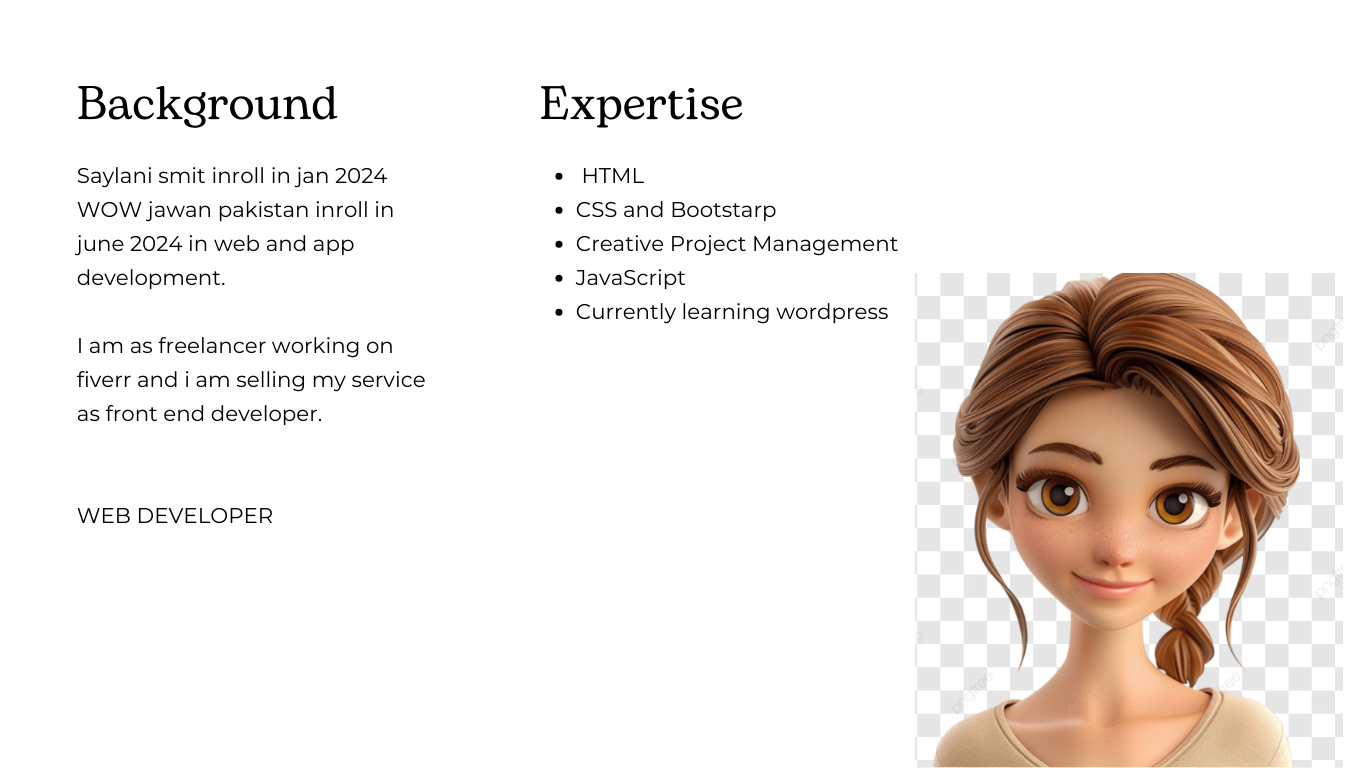 Background
Saylani smit inroll in jan 2024
WOW jawan pakistan inroll in
june 2024 in web and app
development.
I am as freelancer working on
fiverr and i am selling my service
as front end developer.
WEB DEVELOPER
Expertise
HTML
CSS and Bootstarp
Creative Project Management
JavaScript
Currently learning wordpress
pngtree